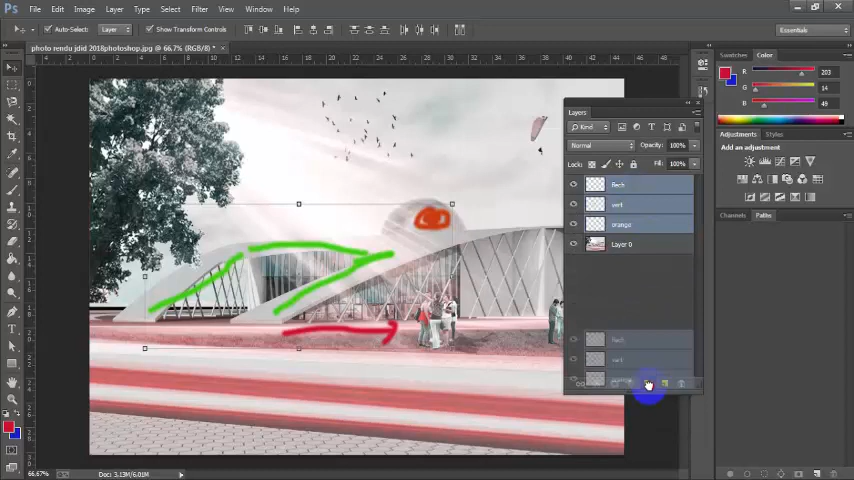 Ps File Edit Image Layer Type Select Filter View Window Help
Auto-Select: Layer Show Transform Controls Essentials
photo rendu jdid 2018photoshop.jpg @ 66,7% (RGB/8) * ×
Swatches Color
R 203
G 14
B 49
Layers
Kind
Normal Opacity: 100%
Lock: Fill: 100%
flech
vert
orange
Layer 0
flech
vert
Adjustments Styles
Add an adjustment
Channels Paths
66,67% Doc: 3,13M/6,01M